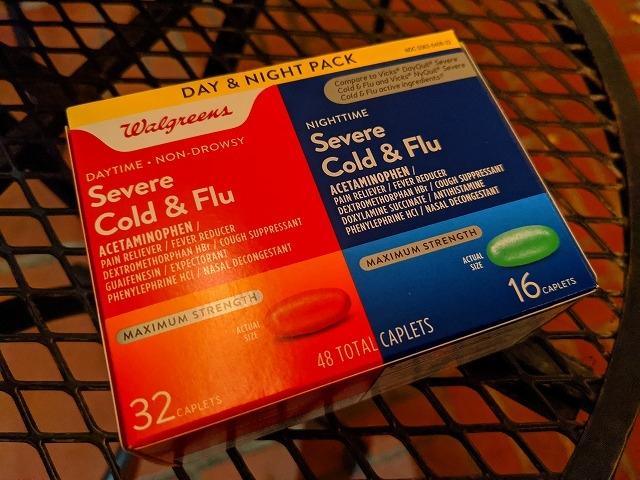 DAY & NIGHT PACK
Compare to Vicks® DayQuil® Severe
Cold & Flu and Vicks® NyQuil® Severe
Cold & Flu active ingredients®
Walgreens
DAYTIME • NON-DROWSY
Severe
Cold & Flu
ACETAMINOPHEN /
PAIN RELIEVER / FEVER REDUCER
DEXTROMETHORPHAN HBr / COUGH SUPPRESSANT
GUAIFENESIN / EXPECTORANT
PHENYLEPHRINE HCl / NASAL DECONGESTANT
MAXIMUM STRENGTH
ACTUAL
SIZE
32 CAPLETS
NIGHTTIME
Severe
Cold & Flu
ACETAMINOPHEN /
PAIN RELIEVER / FEVER REDUCER
DEXTROMETHORPHAN HBr / COUGH SUPPRESSANT
DOXYLAMINE SUCCINATE / ANTIHISTAMINE
PHENYLEPHRINE HCl / NASAL DECONGESTANT
MAXIMUM STRENGTH
ACTUAL
SIZE
16 CAPLETS
48 TOTAL CAPLETS